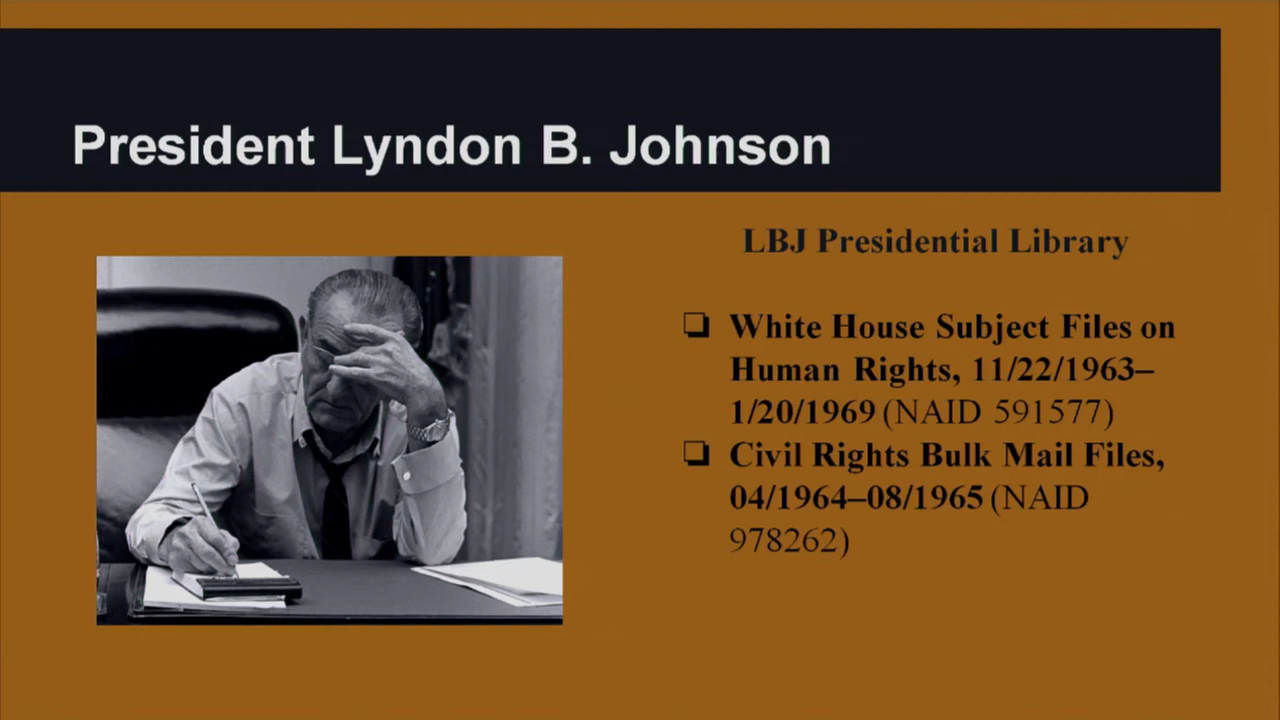 President Lyndon B. Johnson
LBJ Presidential Library
❏ White House Subject Files on
Human Rights, 11/22/1963–
1/20/1969 (NAID 591577)
❏ Civil Rights Bulk Mail Files,
04/1964–08/1965 (NAID
978262)